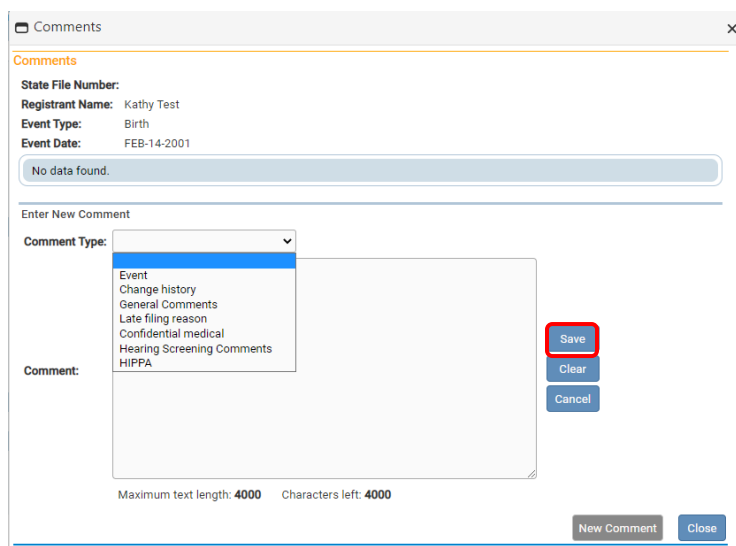 Comments
Comments
State File Number:
Registrant Name: Kathy Test
Event Type: Birth
Event Date: FEB-14-2001
No data found.
Enter New Comment
Comment Type:
Event
Change history
General Comments
Late filing reason
Confidential medical
Hearing Screening Comments
HIPPA
Comment:
Save
Clear
Cancel
Maximum text length: 4000 Characters left: 4000
New Comment Close